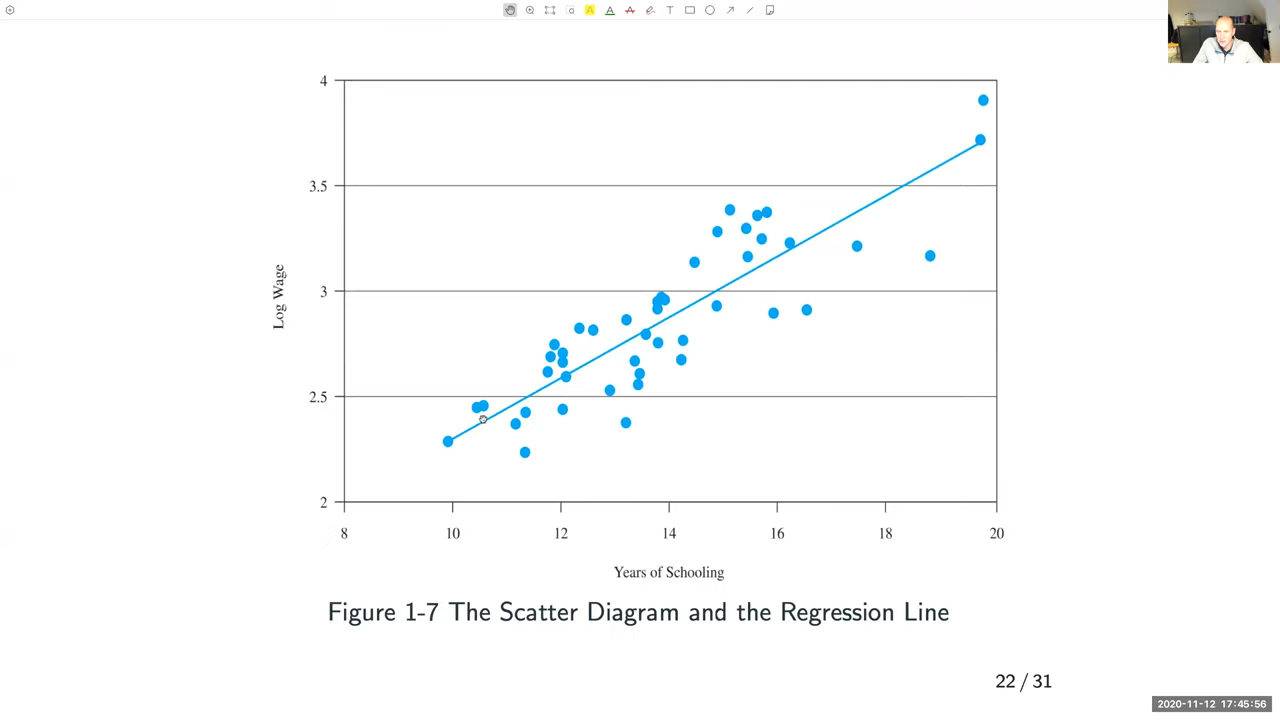 A A A T
4
3.5
3
2.5
2
Log Wage
8 10 12 14 16 18 20
Years of Schooling
Figure 1-7 The Scatter Diagram and the Regression Line
22 / 31
2020-11-12 17:45:56